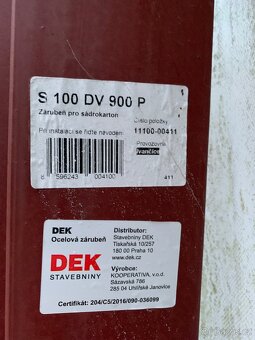 S 100 DV 900 P
Zárubeň pro sádrokarton
Číslo položky
11100-00411
Při instalaci se řiďte návodem!
Provozovna
Ivančice
8 596243 004100
411
DEK
Ocelová zárubeň
DEK
STAVEBNINY
Distributor:
Stavebniny DEK
Tiskařská 10/257
180 00 Praha 10
www.dek.cz
Výrobce:
KOOPERATIVA, v.o.d.
Sázavská 786
285 04 Uhlířské Janovice
Certifikát: 204/C5/2016/090-036099